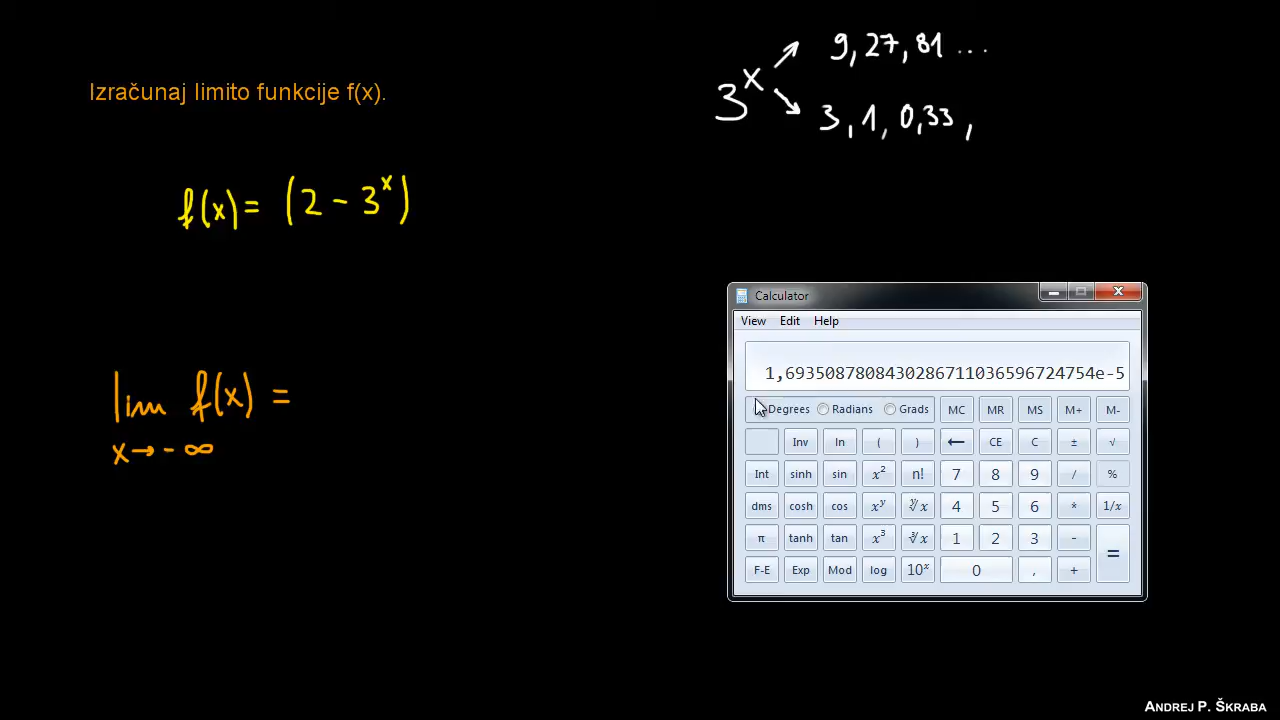 9, 27, 81 ...
3^x
3, 1, 0,33,
Izračunaj limito funkcije f(x).
f(x) = (2 - 3^x)
lim f(x) =
x → - ∞
Calculator
View Edit Help
1,6935087808430286711036596724754e-5
Degrees Radians Grads MC MR MS M+ M-
Inv ln ( ) ← CE C ± √
Int sinh sin x² n! 7 8 9 / %
dms cosh cos x^y ʸ√x 4 5 6 * 1/x
π tanh tan x³ ³√x 1 2 3 - =
F-E Exp Mod log 10^x 0 , +
ANDREJ P. ŠKRABA